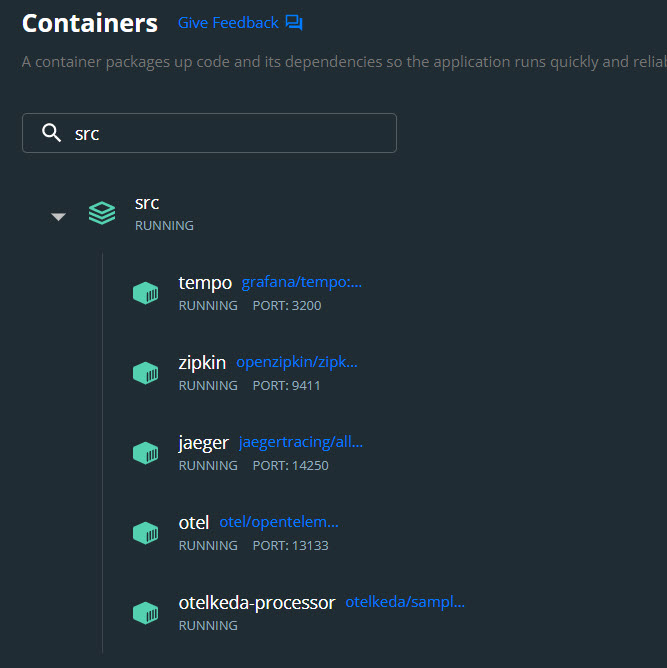 Containers Give Feedback
A container packages up code and its dependencies so the application runs quickly and reliab
src
src
RUNNING
tempo grafana/tempo:...
RUNNING PORT: 3200
zipkin openzipkin/zipk...
RUNNING PORT: 9411
jaeger jaegertracing/all...
RUNNING PORT: 14250
otel otel/opentelem...
RUNNING PORT: 13133
otelkeda-processor otelkeda/sampl...
RUNNING